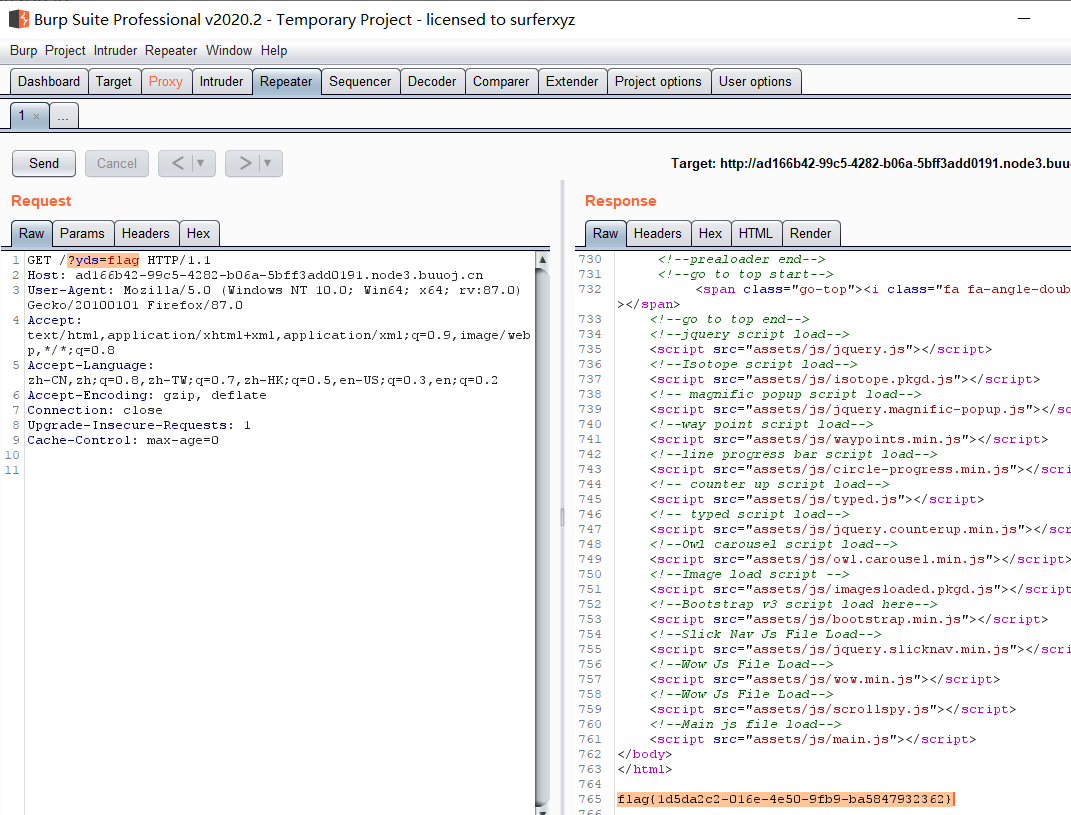 Burp Suite Professional v2020.2 - Temporary Project - licensed to surferxyz
Burp Project Intruder Repeater Window Help
Dashboard Target Proxy Intruder Repeater Sequencer Decoder Comparer Extender Project options User options
1 × ...
Send Cancel < ▼ > ▼
Target: http://ad166b42-99c5-4282-b06a-5bff3add0191.node3.buu
Request
Raw Params Headers Hex
1 GET /?yds=flag HTTP/1.1
2 Host: ad166b42-99c5-4282-b06a-5bff3add0191.node3.buuoj.cn
3 User-Agent: Mozilla/5.0 (Windows NT 10.0; Win64; x64; rv:87.0)
Gecko/20100101 Firefox/87.0
4 Accept:
text/html,application/xhtml+xml,application/xml;q=0.9,image/web
p,*/*;q=0.8
5 Accept-Language:
zh-CN,zh;q=0.8,zh-TW;q=0.7,zh-HK;q=0.5,en-US;q=0.3,en;q=0.2
6 Accept-Encoding: gzip, deflate
7 Connection: close
8 Upgrade-Insecure-Requests: 1
9 Cache-Control: max-age=0
10
11
Response
Raw Headers Hex HTML Render
730 <!--prealoader end-->
731 <!--go to top start-->
732 <span class="go-top"><i class="fa fa-angle-doub
></span>
733 <!--go to top end-->
734 <!--jquery script load-->
735 <script src="assets/js/jquery.js"></script>
736 <!--Isotope script load-->
737 <script src="assets/js/isotope.pkgd.js"></script>
738 <!-- magnific popup script load-->
739 <script src="assets/js/jquery.magnific-popup.js"></sc
740 <!--way point script load-->
741 <script src="assets/js/waypoints.min.js"></script>
742 <!--line progress bar script load-->
743 <script src="assets/js/circle-progress.min.js"></scri
744 <!-- counter up script load-->
745 <script src="assets/js/typed.js"></script>
746 <!-- typed script load-->
747 <script src="assets/js/jquery.counterup.min.js"></scr
748 <!--Owl carousel script load-->
749 <script src="assets/js/owl.carousel.min.js"></script>
750 <!--Image load script -->
751 <script src="assets/js/imagesloaded.pkgd.js"></script
752 <!--Bootstrap v3 script load here-->
753 <script src="assets/js/bootstrap.min.js"></script>
754 <!--Slick Nav Js File Load-->
755 <script src="assets/js/jquery.slicknav.min.js"></scri
756 <!--Wow Js File Load-->
757 <script src="assets/js/wow.min.js"></script>
758 <!--Wow Js File Load-->
759 <script src="assets/js/scrollspy.js"></script>
760 <!--Main js file load-->
761 <script src="assets/js/main.js"></script>
762 </body>
763 </html>
764
765 flag{1d5da2c2-016e-4e50-9fb9-ba5847932362}
766